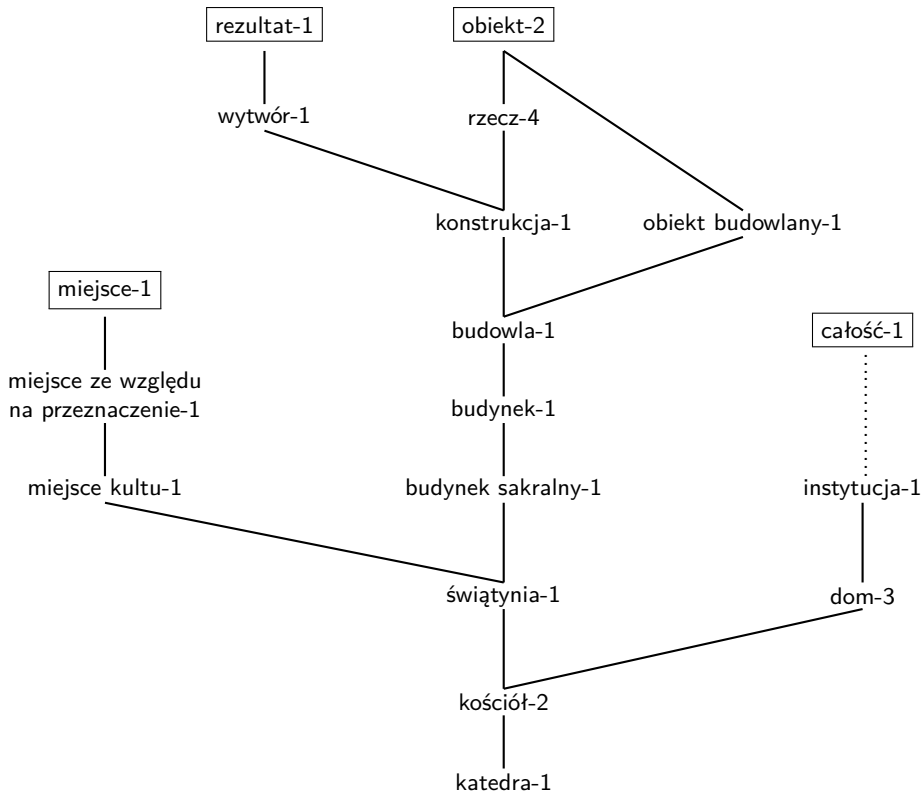 rezultat-1
obiekt-2
wytwór-1
rzecz-4
konstrukcja-1
obiekt budowlany-1
miejsce-1
budowla-1
całość-1
miejsce ze względu
na przeznaczenie-1
budynek-1
miejsce kultu-1
budynek sakralny-1
instytucja-1
świątynia-1
dom-3
kościół-2
katedra-1